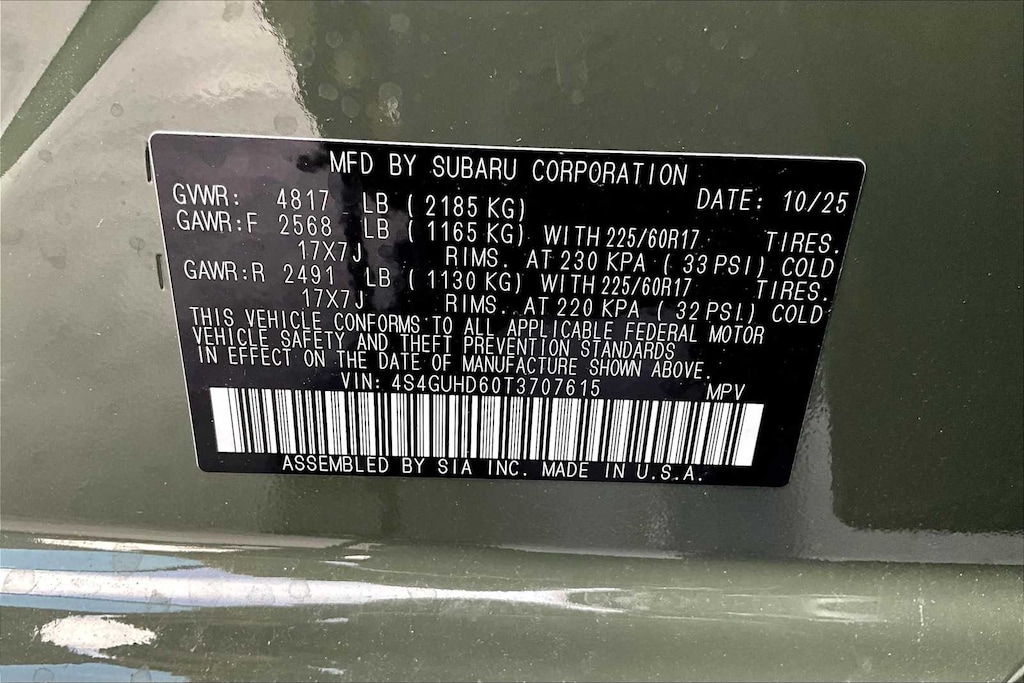 MFD BY SUBARU CORPORATION
GVWR: 4817 LB ( 2185 KG) DATE: 10/25
GAWR:F 2568 LB ( 1165 KG) WITH 225/60R17 TIRES.
17X7J RIMS. AT 230 KPA ( 33 PSI) COLD
GAWR:R 2491 LB ( 1130 KG) WITH 225/60R17 TIRES.
17X7J RIMS. AT 220 KPA ( 32 PSI) COLD
THIS VEHICLE CONFORMS TO ALL APPLICABLE FEDERAL MOTOR
VEHICLE SAFETY AND THEFT PREVENTION STANDARDS
IN EFFECT ON THE DATE OF MANUFACTURE SHOWN ABOVE.
VIN: 4S4GUHD60T3707615 MPV
ASSEMBLED BY SIA INC. MADE IN U.S.A.